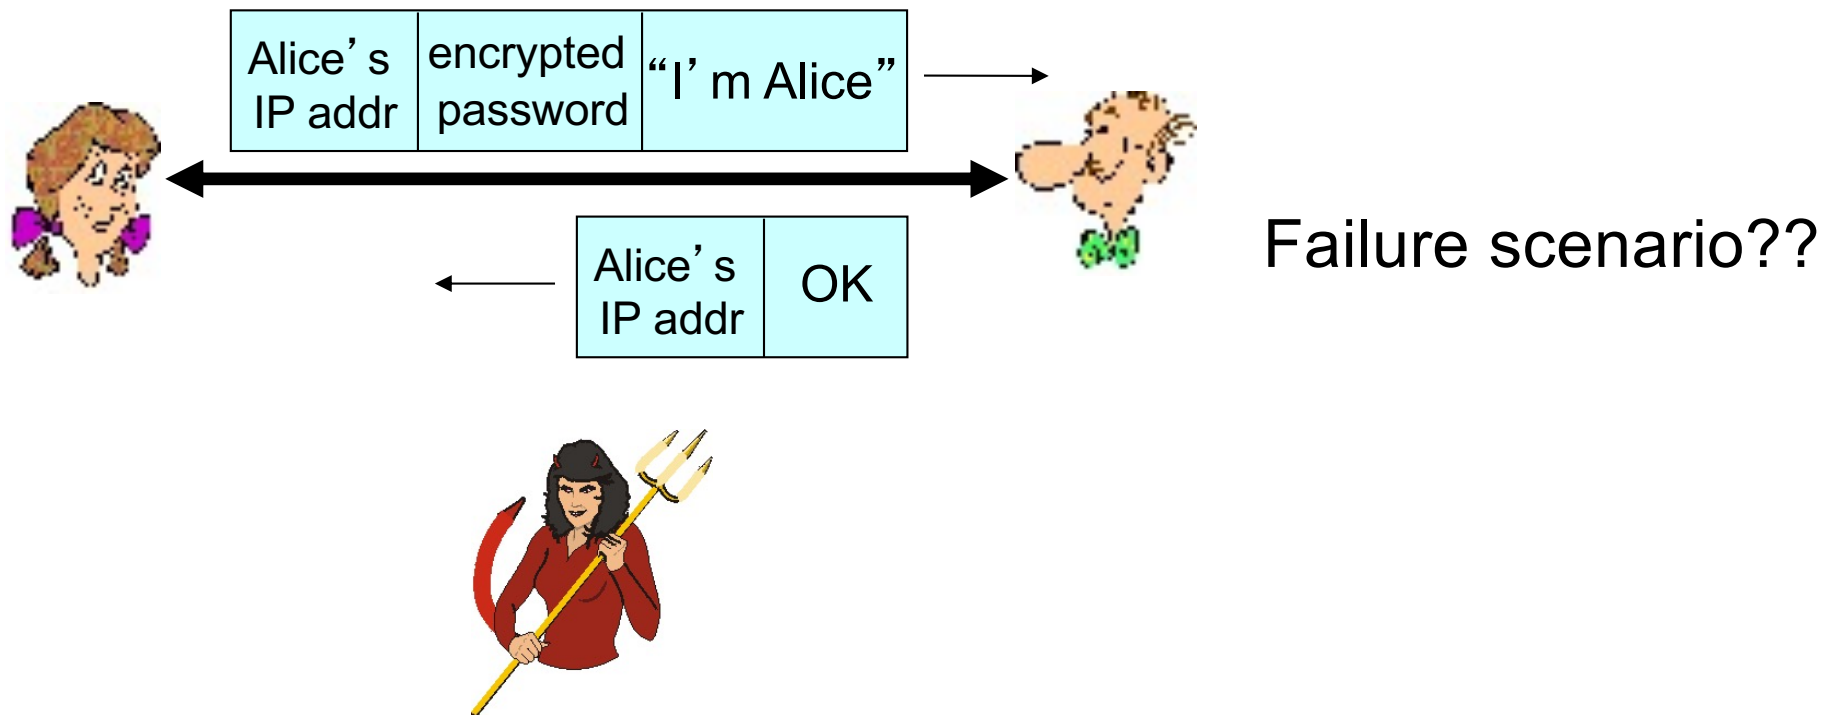 Alice’s
IP addr
encrypted
password
“I’m Alice”
Alice’s
IP addr
OK
Failure scenario??